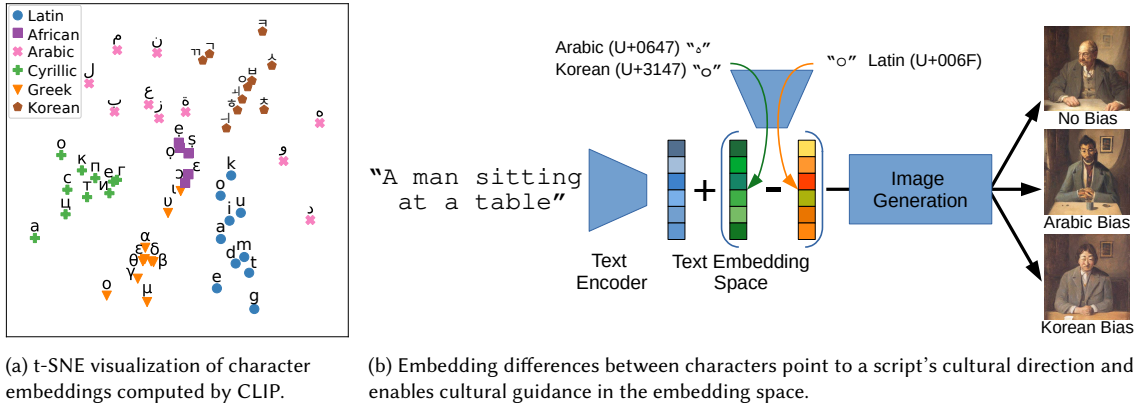 Latin
African
Arabic
Cyrillic
Greek
Korean
م
ن
ل
ب
ع
ز
ة
ه
و
د
ㅋ
ㄲ
ㄱ
ㅅ
ㅂ
ㅇ
ㅗ
ㅎ
ㅊ
ㅓ
ẹ
ṣ
ọ
ɛ
ɔ
о
к
п
е
г
с
т
и
ц
а
ι
υ
α
ε
δ
θ
β
γ
ο
μ
k
o
i
u
a
d
m
t
e
g
(a) t-SNE visualization of character
embeddings computed by CLIP.
Arabic (U+0647) "ه"
Korean (U+3147) "ㅇ"
"o" Latin (U+006F)
"A man sitting
at a table"
+
-
Text
Encoder
Text Embedding
Space
Image
Generation
No Bias
Arabic Bias
Korean Bias
(b) Embedding differences between characters point to a script's cultural direction and
enables cultural guidance in the embedding space.